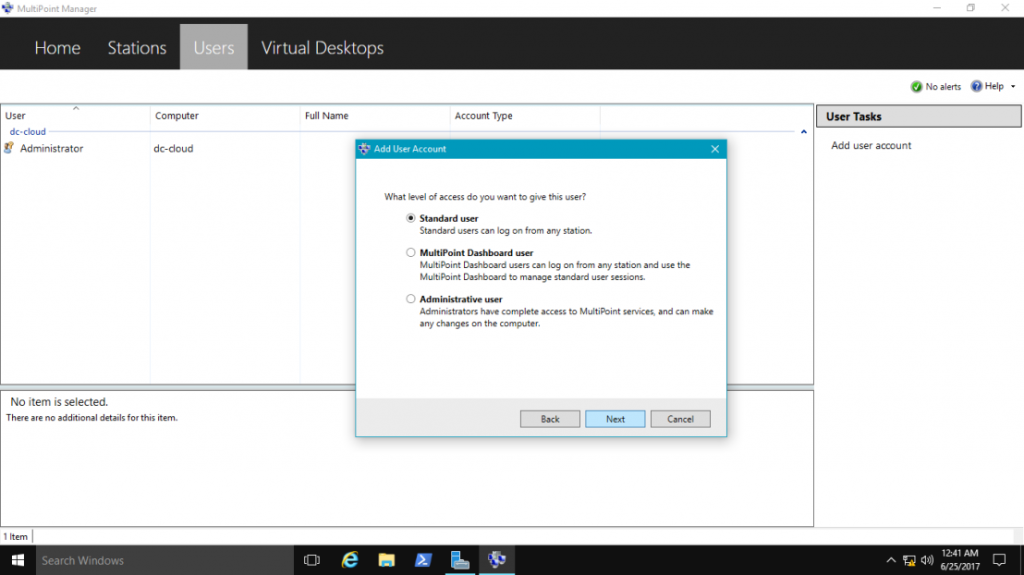 MultiPoint Manager
Home Stations Users Virtual Desktops
No alerts Help
User Computer Full Name Account Type
dc-cloud
Administrator dc-cloud
User Tasks
Add user account
Add User Account
What level of access do you want to give this user?
Standard user
Standard users can log on from any station.
MultiPoint Dashboard user
MultiPoint Dashboard users can log on from any station and use the
MultiPoint Dashboard to manage standard user sessions.
Administrative user
Administrators have complete access to MultiPoint services, and can make
any changes on the computer.
Back Next Cancel
No item is selected.
There are no additional details for this item.
1 Item
Search Windows
12:41 AM
6/25/2017